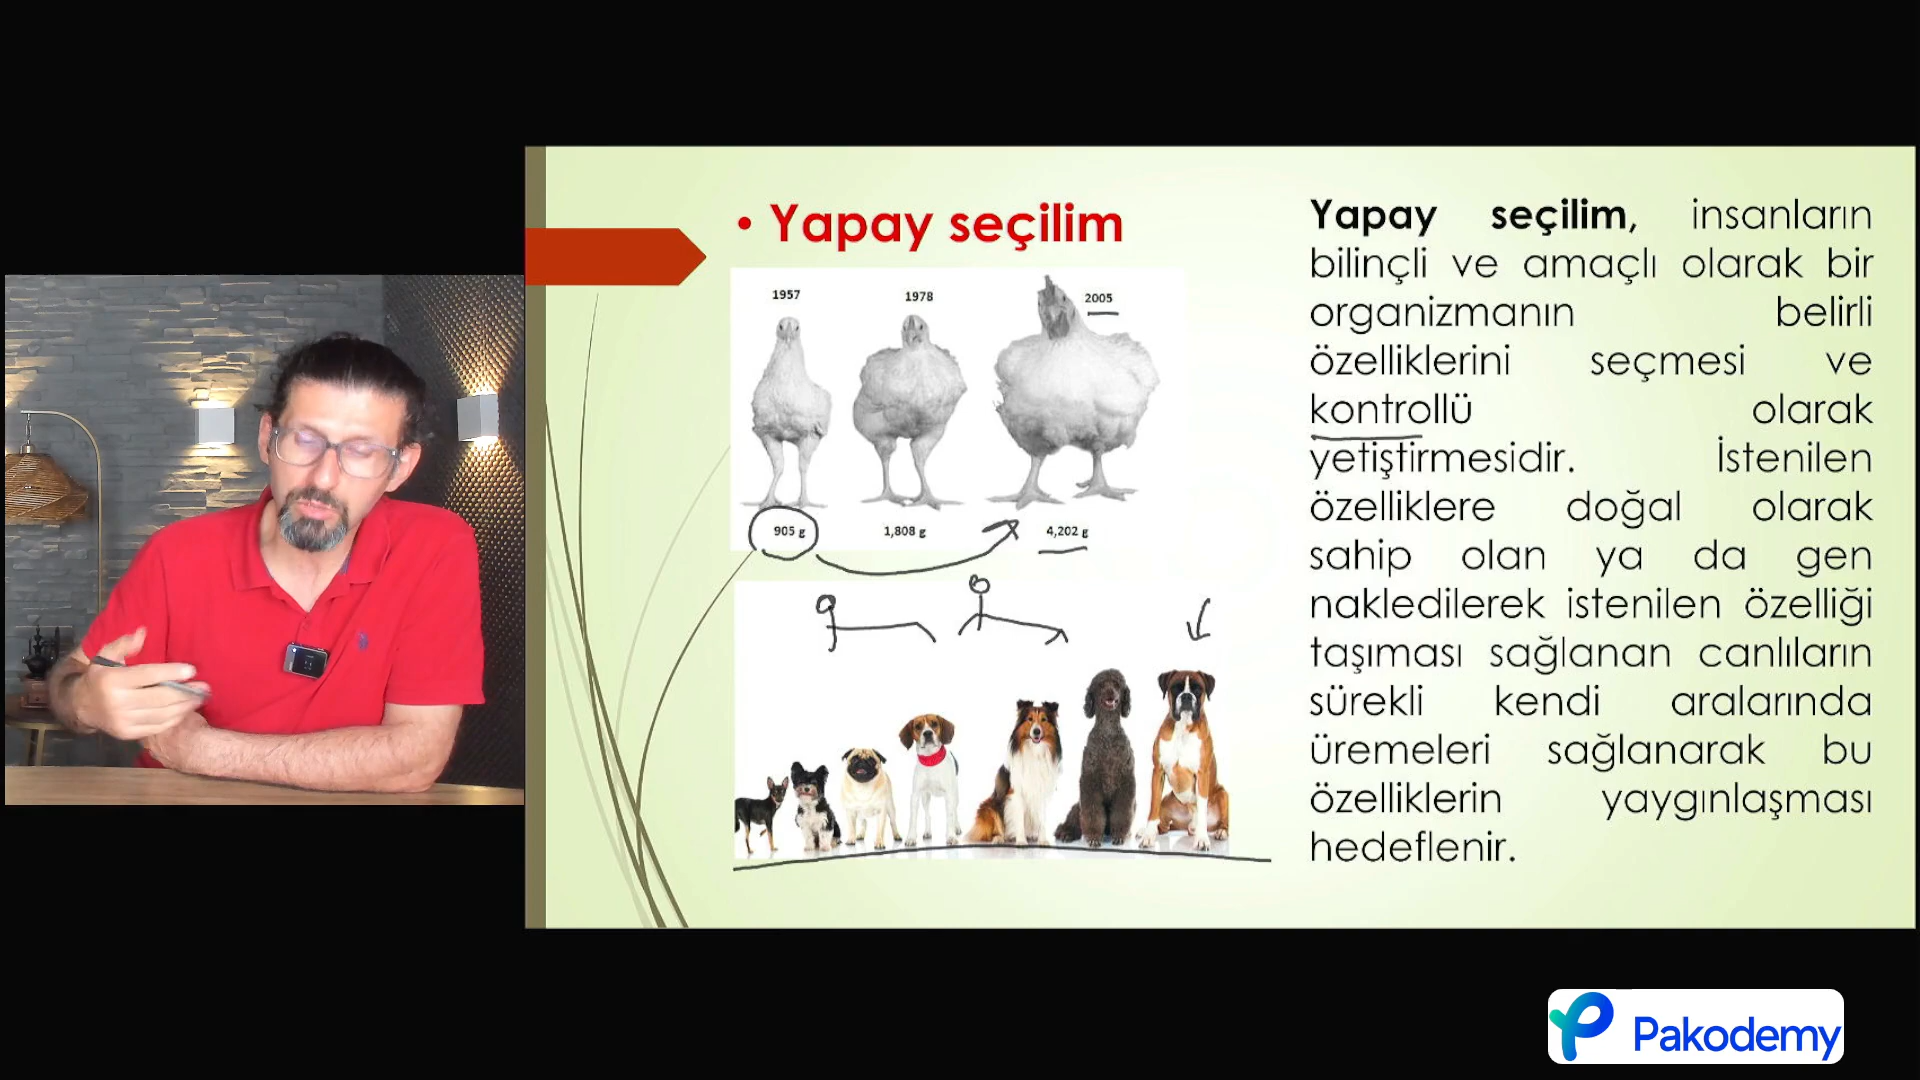 • Yapay seçilim
1957 1978 2005
905 g 1,808 g 4,202 g
Yapay seçilim, insanların
bilinçli ve amaçlı olarak bir
organizmanın belirli
özelliklerini seçmesi ve
kontrollü olarak
yetiştirmesidir. İstenilen
özelliklere doğal olarak
sahip olan ya da gen
nakledilerek istenilen özelliği
taşıması sağlanan canlıların
sürekli kendi aralarında
üremeleri sağlanarak bu
özelliklerin yaygınlaşması
hedeflenir.
Pakodemy